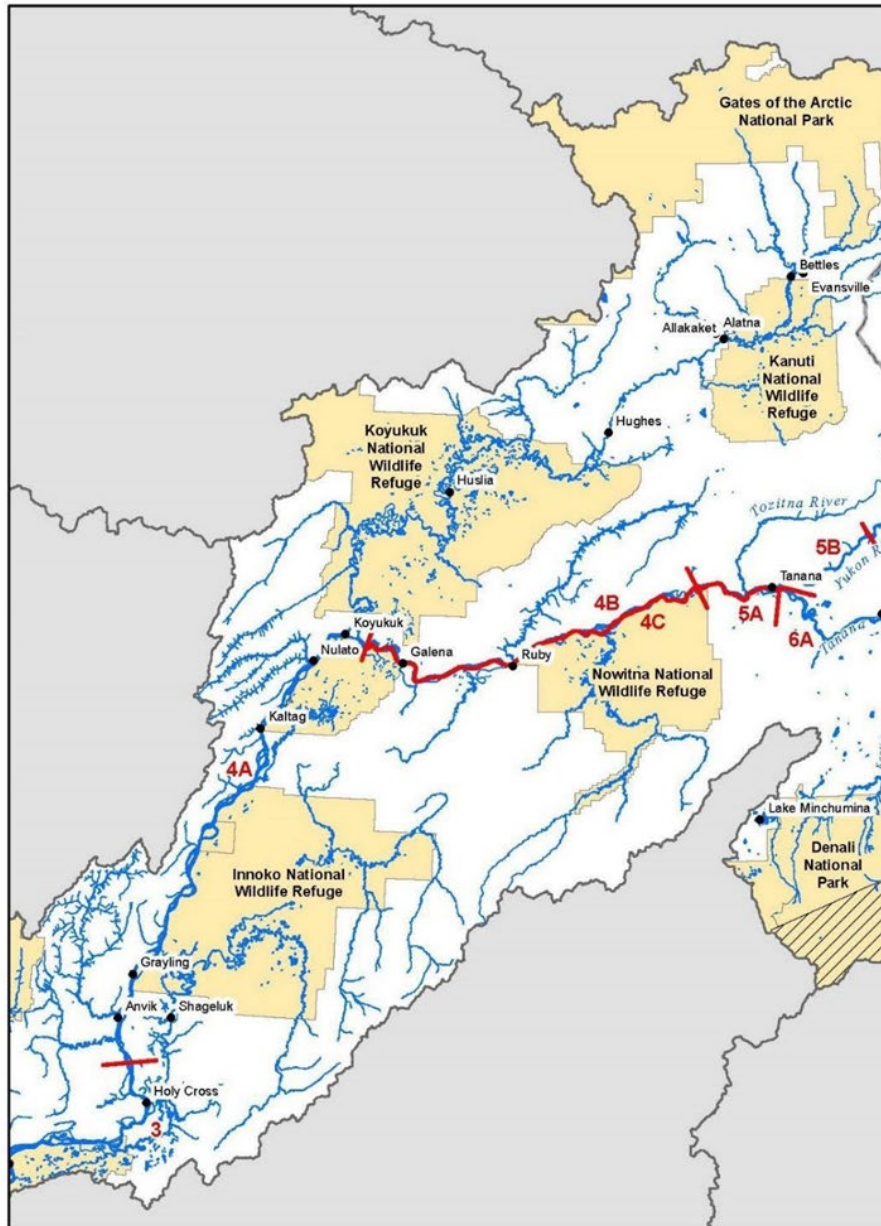 Gates of the Arctic
National Park
Bettles
Evansville
Allakaket
Alatna
Kanuti
National
Wildlife
Refuge
Hughes
Koyukuk
National
Wildlife
Refuge
Huslia
Tozitna River
5B
Tanana
4B
Koyukuk
4C
5A
Nulato
Galena
Ruby
6A
Tanana
Nowitna National
Wildlife Refuge
Kaltag
4A
Lake Minchumina
Denali
National
Park
Innoko National
Wildlife Refuge
Grayling
Anvik
Shageluk
Holy Cross
3